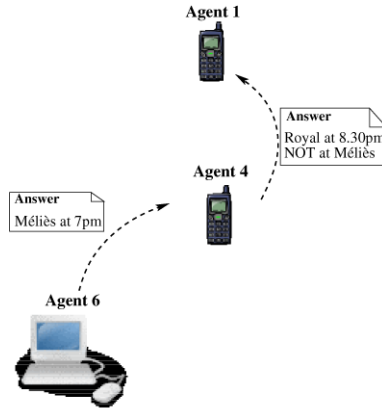 Agent 1
Answer
Royal at 8.30pm
NOT at Méliès
Agent 4
Answer
Méliès at 7pm
Agent 6